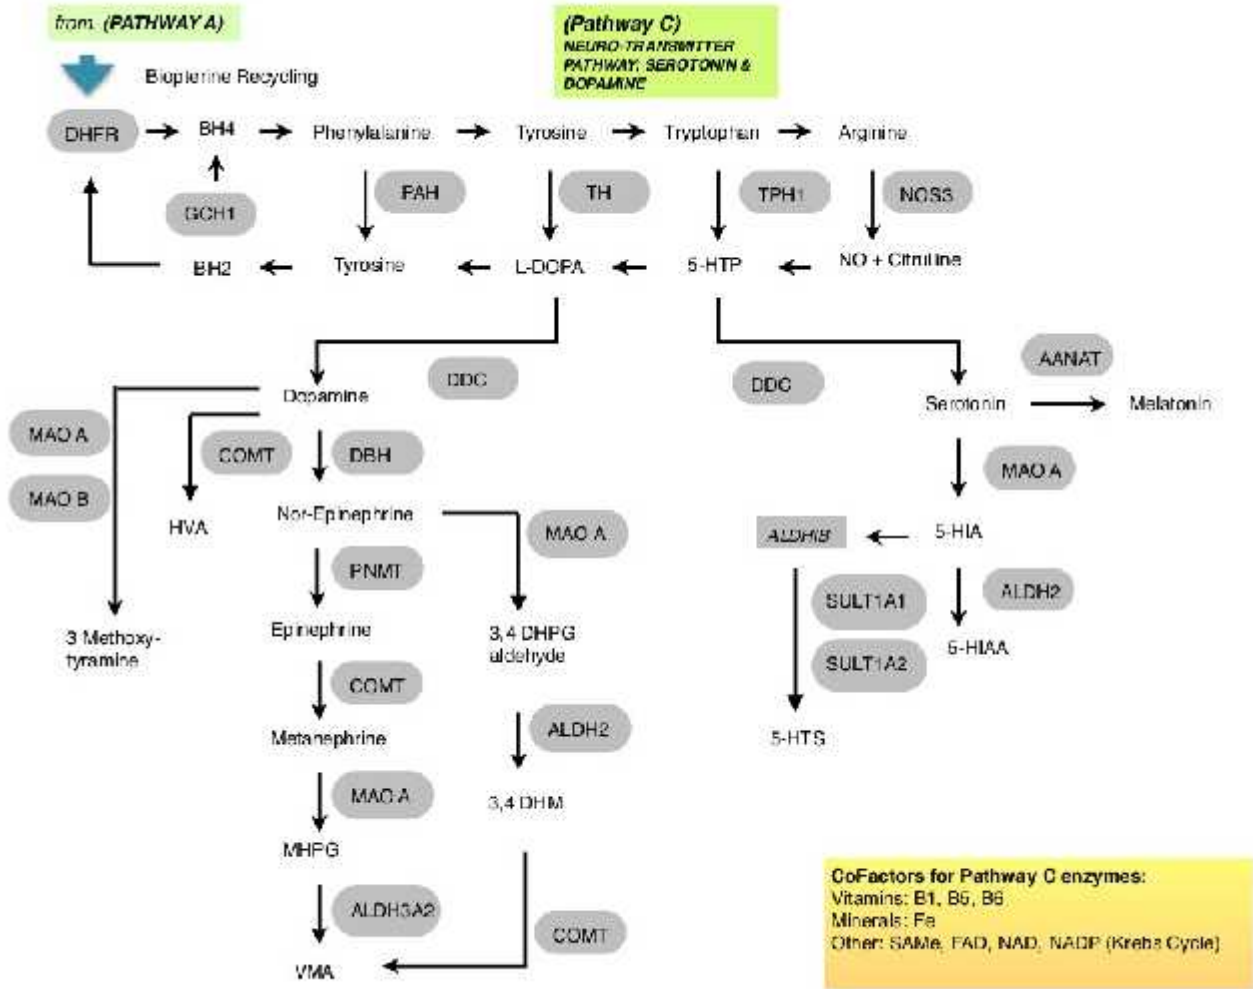 from (PATHWAY A)
(Pathway C)
NEURO-TRANSMITTER
PATHWAY, SEROTONIN &
DOPAMINE
Biopterine Recycling
DHFR
BH4
Phenylalanine
Tyrosine
Tryptophan
Arginine
GCH1
PAH
TH
TPH1
NOS3
BH2
Tyrosine
L-DOPA
5-HTP
NO + Citrulline
DDC
DDC
AANAT
Dopamine
Serotonin
Melatonin
MAO A
MAO B
COMT
DBH
MAO A
HVA
Nor-Epinephrine
MAO A
ALDHIB
5-HIA
PNMT
SULT1A1
ALDH2
3 Methoxy-
tyramine
Epinephrine
3,4 DHPG
aldehyde
SULT1A2
5-HIAA
COMT
Metanephrine
ALDH2
5-HTS
MAO A
3,4 DHM
MHPG
ALDH3A2
COMT
VMA
CoFactors for Pathway C enzymes:
Vitamins: B1, B5, B6
Minerals: Fe
Other: SAMe, FAD, NAD, NADP (Krebs Cycle)